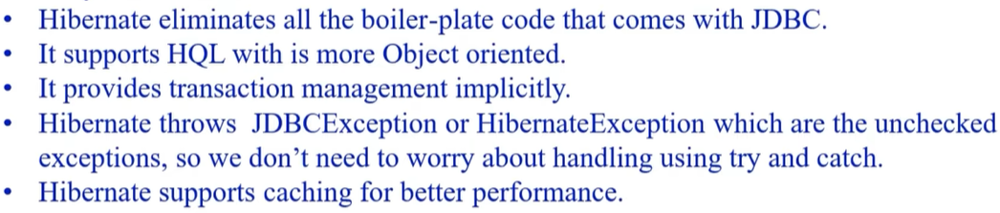 • Hibernate eliminates all the boiler-plate code that comes with JDBC.
• It supports HQL with is more Object oriented.
• It provides transaction management implicitly.
• Hibernate throws  JDBCException or HibernateException which are the unchecked
exceptions, so we don’t need to worry about handling using try and catch.
• Hibernate supports caching for better performance.